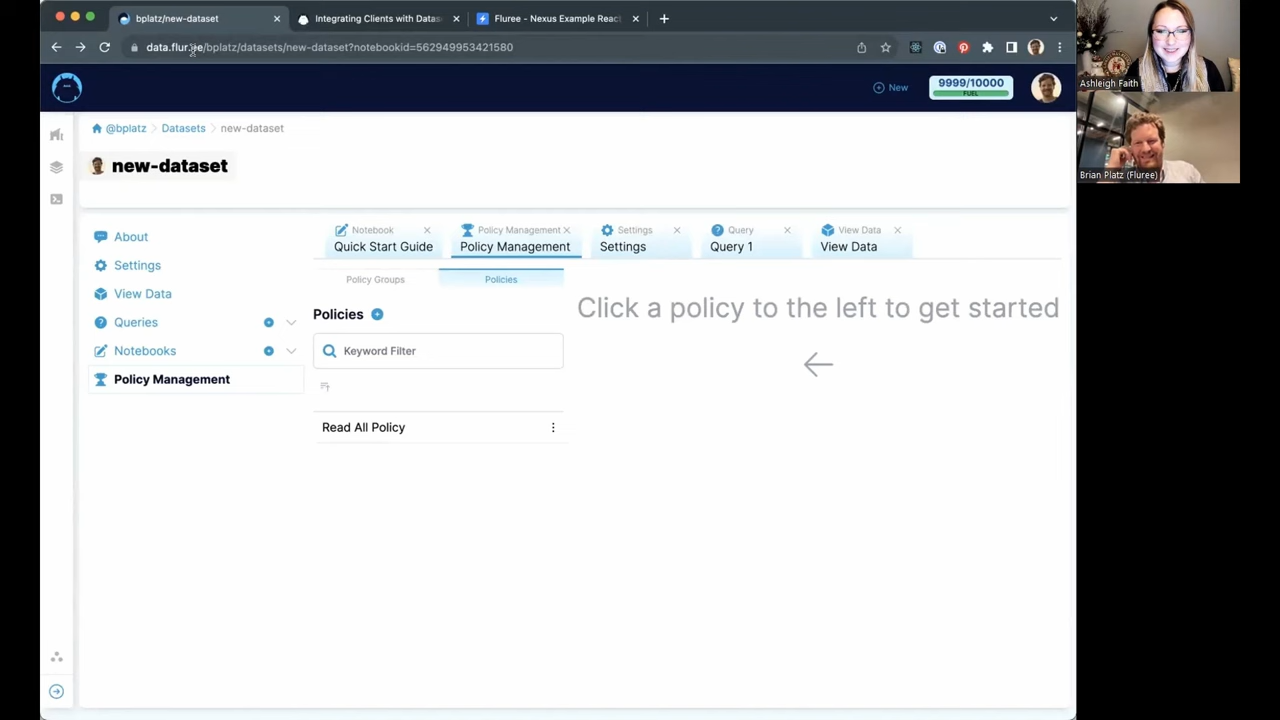 bplatz/new-dataset
Integrating Clients with Datas
Fluree - Nexus Example Reac
data.flur.ee/bplatz/datasets/new-dataset?notebookid=562949953421580
Ashleigh Faith
Brian Platz (Fluree)
New
9999/10000
FUEL
@bplatz
Datasets
new-dataset
new-dataset
About
Settings
View Data
Queries
Notebooks
Policy Management
Notebook
Quick Start Guide
Policy Management
Policy Management
Settings
Settings
Query
Query 1
View Data
View Data
Policy Groups
Policies
Policies
Keyword Filter
Read All Policy
Click a policy to the left to get started